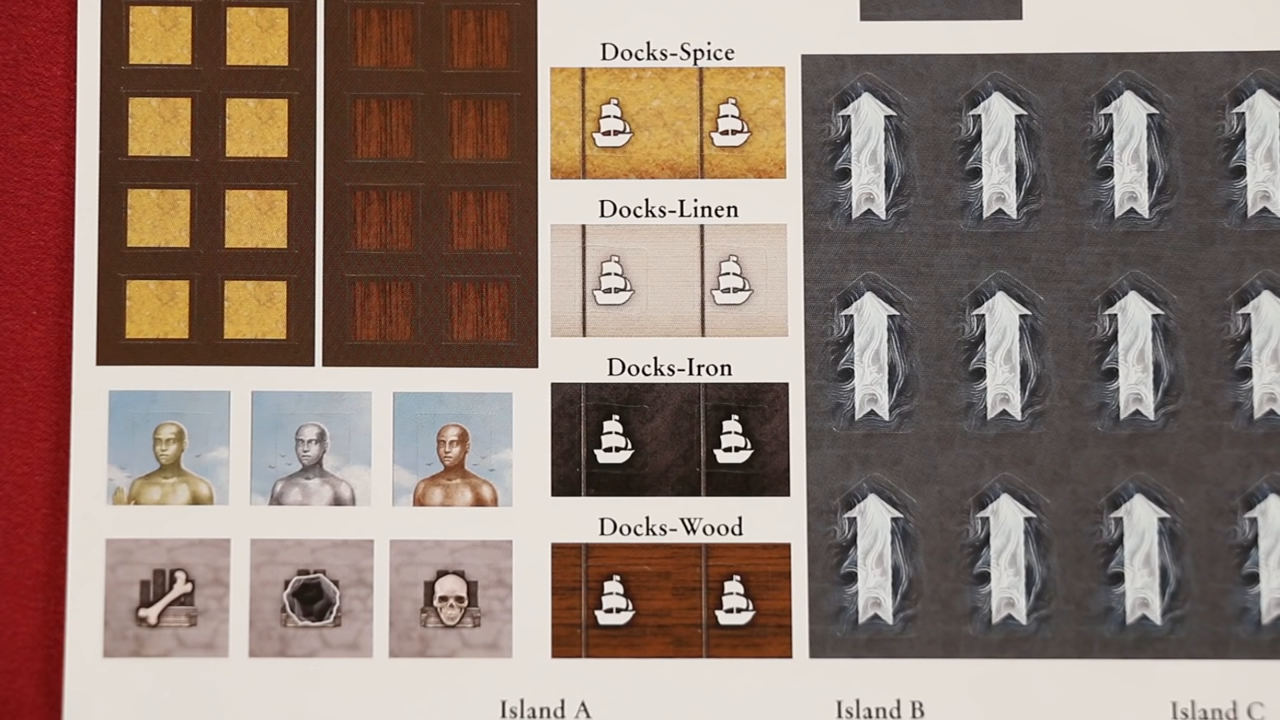 Docks-Spice
Docks-Linen
Docks-Iron
Docks-Wood
Island A
Island B
Island C